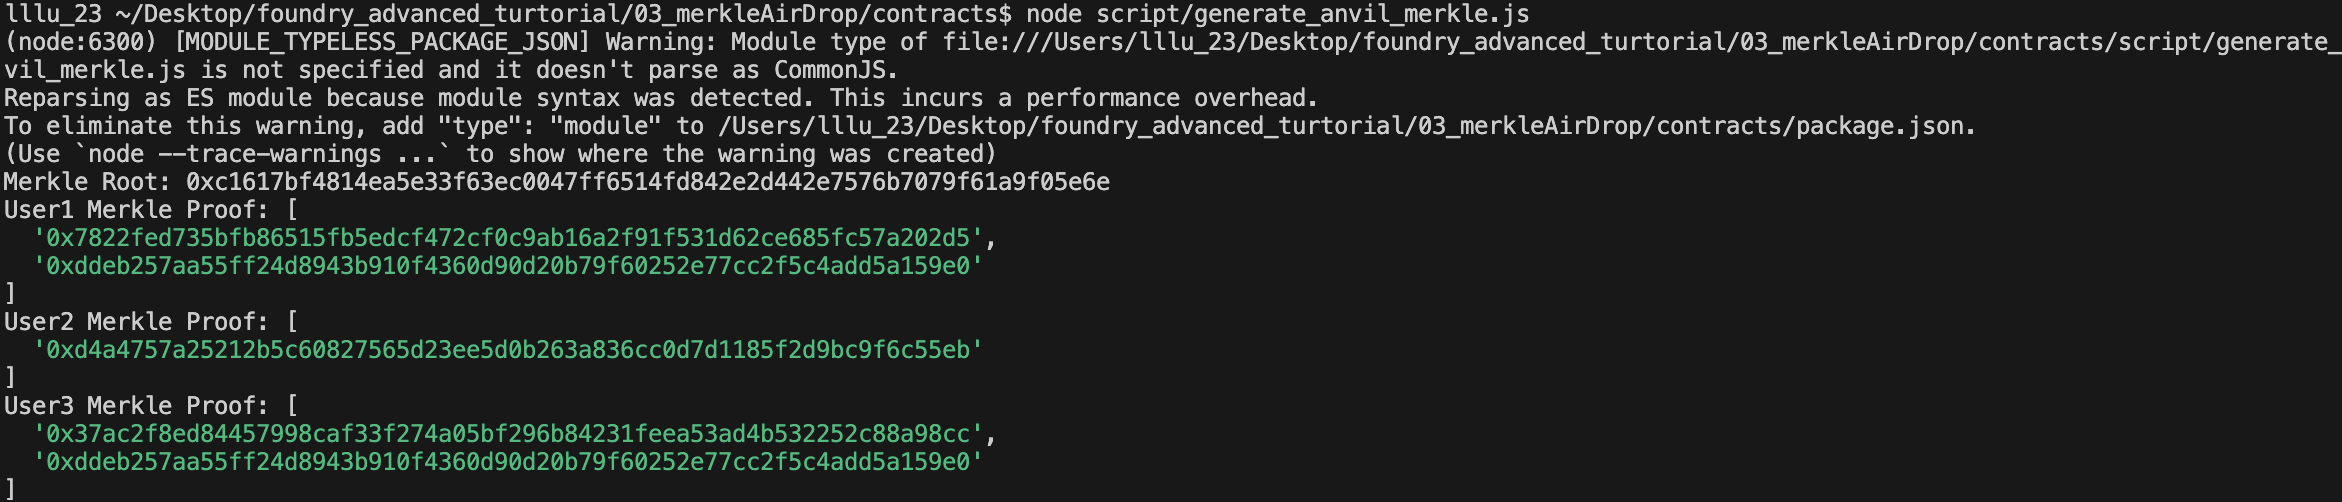 lllu_23 ~/Desktop/foundry_advanced_turtorial/03_merkleAirDrop/contracts$ node script/generate_anvil_merkle.js
(node:6300) [MODULE_TYPELESS_PACKAGE_JSON] Warning: Module type of file:///Users/lllu_23/Desktop/foundry_advanced_turtorial/03_merkleAirDrop/contracts/script/generate_
vil_merkle.js is not specified and it doesn't parse as CommonJS.
Reparsing as ES module because module syntax was detected. This incurs a performance overhead.
To eliminate this warning, add "type": "module" to /Users/lllu_23/Desktop/foundry_advanced_turtorial/03_merkleAirDrop/contracts/package.json.
(Use `node --trace-warnings ...` to show where the warning was created)
Merkle Root: 0xc1617bf4814ea5e33f63ec0047ff6514fd842e2d442e7576b7079f61a9f05e6e
User1 Merkle Proof: [
  '0x7822fed735bfb86515fb5edcf472cf0c9ab16a2f91f531d62ce685fc57a202d5',
  '0xddeb257aa55ff24d8943b910f4360d90d20b79f60252e77cc2f5c4add5a159e0'
]
User2 Merkle Proof: [
  '0xd4a4757a25212b5c60827565d23ee5d0b263a836cc0d7d1185f2d9bc9f6c55eb'
]
User3 Merkle Proof: [
  '0x37ac2f8ed84457998caf33f274a05bf296b84231feea53ad4b532252c88a98cc',
  '0xddeb257aa55ff24d8943b910f4360d90d20b79f60252e77cc2f5c4add5a159e0'
]